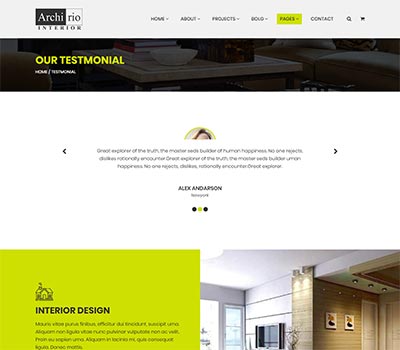 Archi rio
INTERIOR
HOME ABOUT PROJECTS BOLG PAGES CONTACT
OUR TESTMONIAL
HOME / TESTMONIAL
Great explorer of the truth, the master seds builder of human happiness. No one rejects,
dislikes rationally encounter.Great explorer of the truth, the master seds builder uman
happiness. No one rejects, dislikes rationally encounter.Great explorer.
ALEX ANDARSON
Newyork
INTERIOR DESIGN
Mauris vitae purus finibus, efficitur dui tincidunt, suscipit urna.
Aliquam non ligula vitae nunc pulvinar vulputate non ac velit.
Proin eu sapien urna. Aliquam in lacinia mi, quis consequat
ligula. Donec mattis.